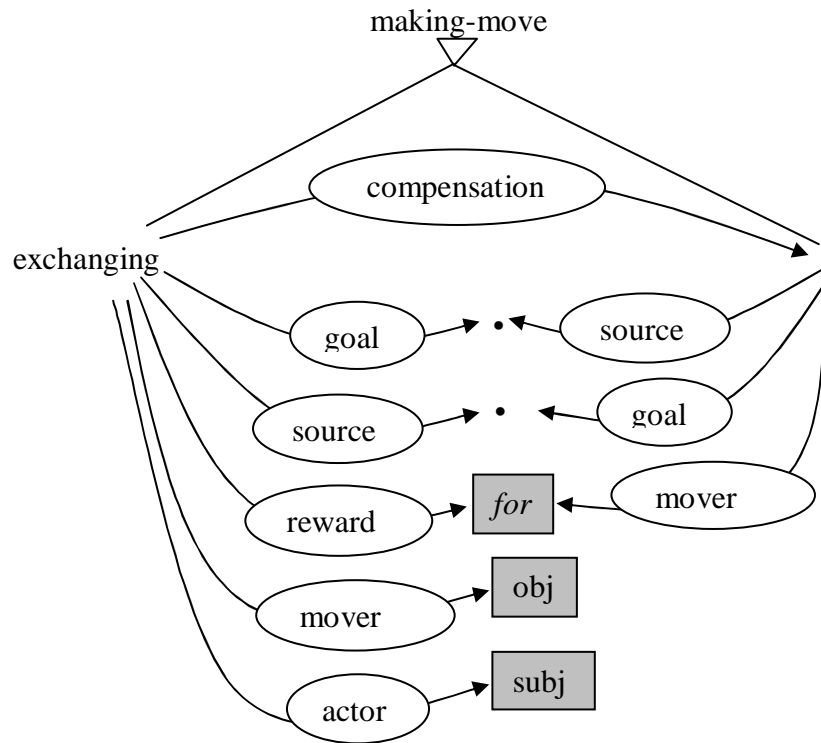 making-move
compensation
exchanging
goal
source
source
goal
reward
for
mover
mover
obj
actor
subj